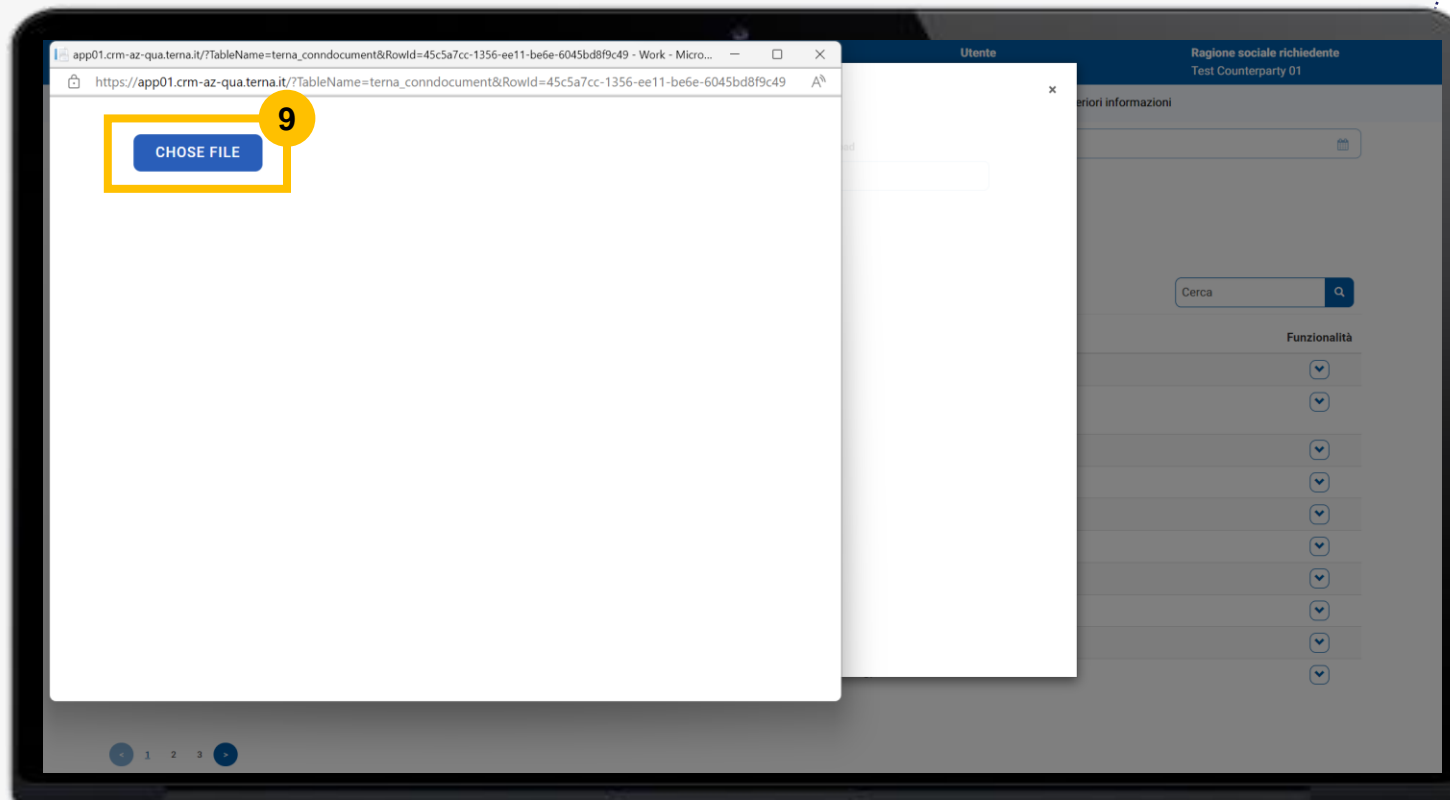 app01.crm-az-qua.terna.it/?TableName=terna_conndocument&RowId=45c5a7cc-1356-ee11-be6e-6045bd8f9c49 - Work - Micro...
https://app01.crm-az-qua.terna.it/?TableName=terna_conndocument&RowId=45c5a7cc-1356-ee11-be6e-6045bd8f9c49
9
CHOSE FILE
Utente
Ragione sociale richiedente
Test Counterparty 01
eriori informazioni
Cerca
Funzionalità
1 2 3